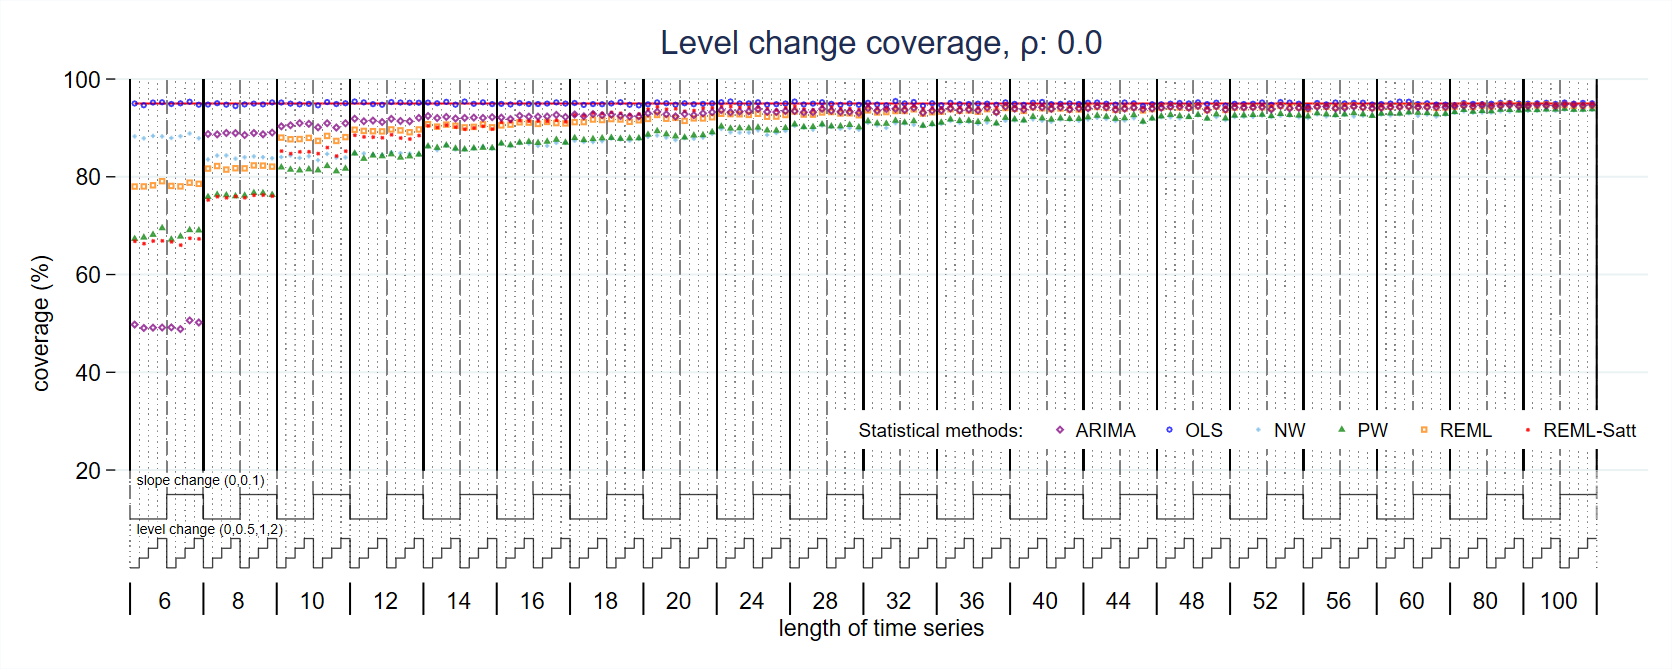 Level change coverage, ρ: 0.0
100
80
60
40
20
coverage (%)
Statistical methods: ARIMA OLS NW PW REML REML-Satt
slope change (0,0.1)
level change (0,0.5,1,2)
6 8 10 12 14 16 18 20 24 28 32 36 40 44 48 52 56 60 80 100
length of time series